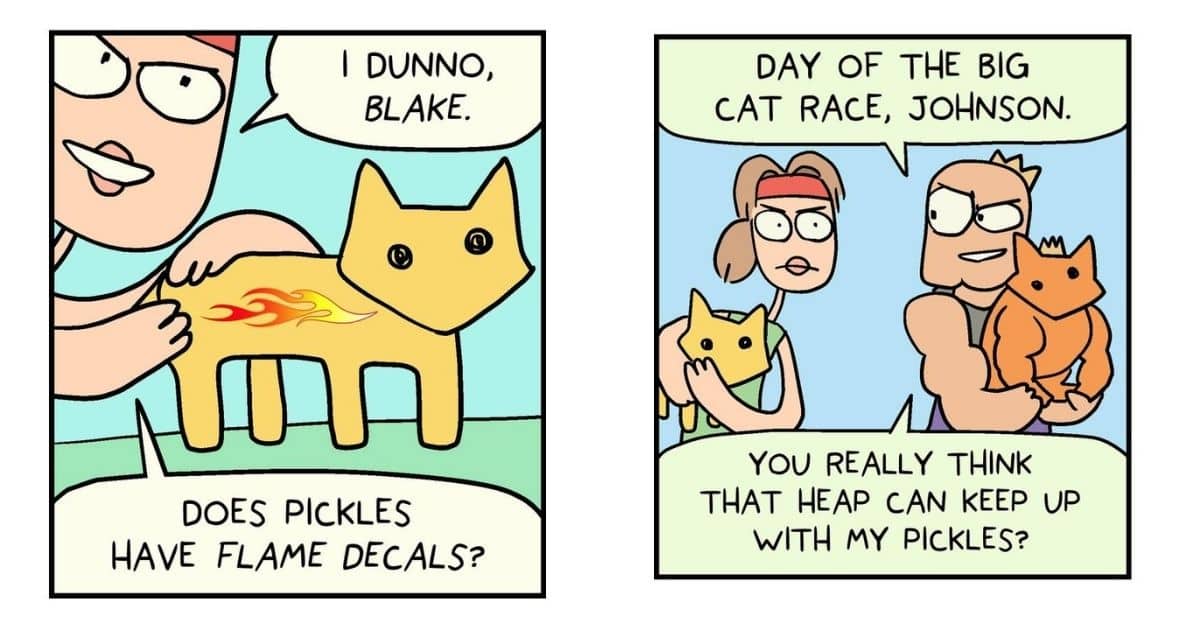 I DUNNO,
BLAKE.
DOES PICKLES
HAVE FLAME DECALS?
DAY OF THE BIG
CAT RACE, JOHNSON.
YOU REALLY THINK
THAT HEAP CAN KEEP UP
WITH MY PICKLES?